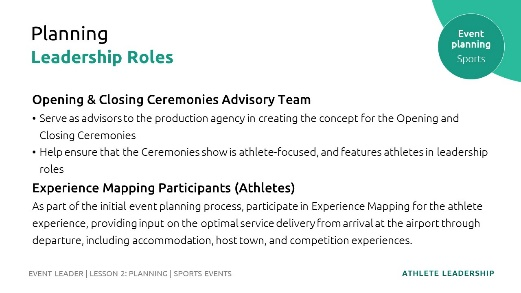 Planning
Leadership Roles
Event
planning
Sports
Opening & Closing Ceremonies Advisory Team
• Serve as advisors to the production agency in creating the concept for the Opening and
Closing Ceremonies
• Help ensure that the Ceremonies show is athlete-focused, and features athletes in leadership
roles
Experience Mapping Participants (Athletes)
As part of the initial event planning process, participate in Experience Mapping for the athlete
experience, providing input on the optimal service delivery from arrival at the airport through
departure, including accommodation, host town, and competition experiences.
EVENT LEADER | LESSON 2: PLANNING | SPORTS EVENTS
ATHLETE LEADERSHIP